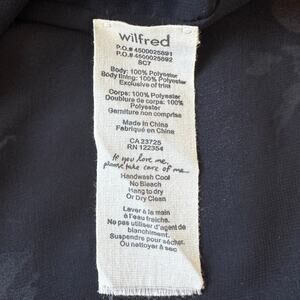 wilfred
P.O.# 4500025891
P.O.# 4500025892
SC7
Body: 100% Polyester
Body lining: 100% Polyester
Exclusive of trim
Corps: 100% Polyester
Doublure de corps: 100%
Polyester
Garniture non comprise
Made in China
Fabriqué en China
CA 23725
RN 122354
If you love me,
please take care of me
Handwash Cool
No Bleach
Hang to dry
Or Dry Clean
Laver à la main
à l'eau fraîche.
Ne pas utiliser d'agent de
blanchiment.
Suspendre pour sécher.
Ou nettoyer à sec